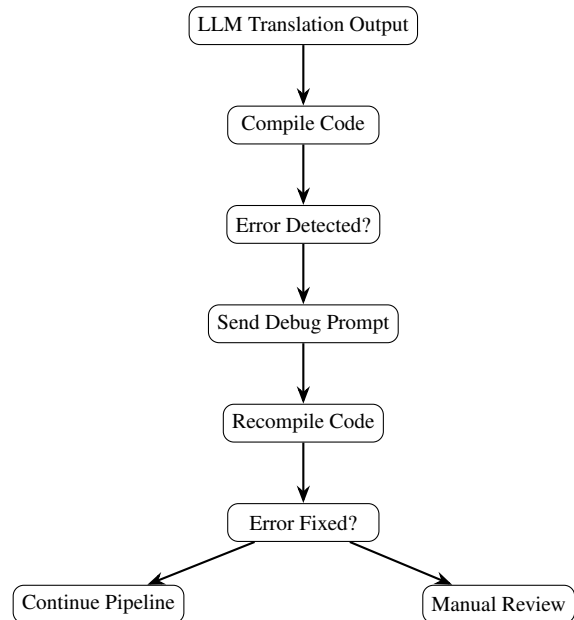 LLM Translation Output
Compile Code
Error Detected?
Send Debug Prompt
Recompile Code
Error Fixed?
Continue Pipeline
Manual Review